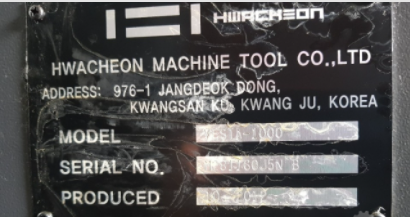 HWACHEON
HWACHEON MACHINE TOOL CO.,LTD
ADDRESS: 976-1 JANGDEOK DONG,
KWANGSAN KU, KWANG JU, KOREA
MODEL
SERIAL NO.
PRODUCED